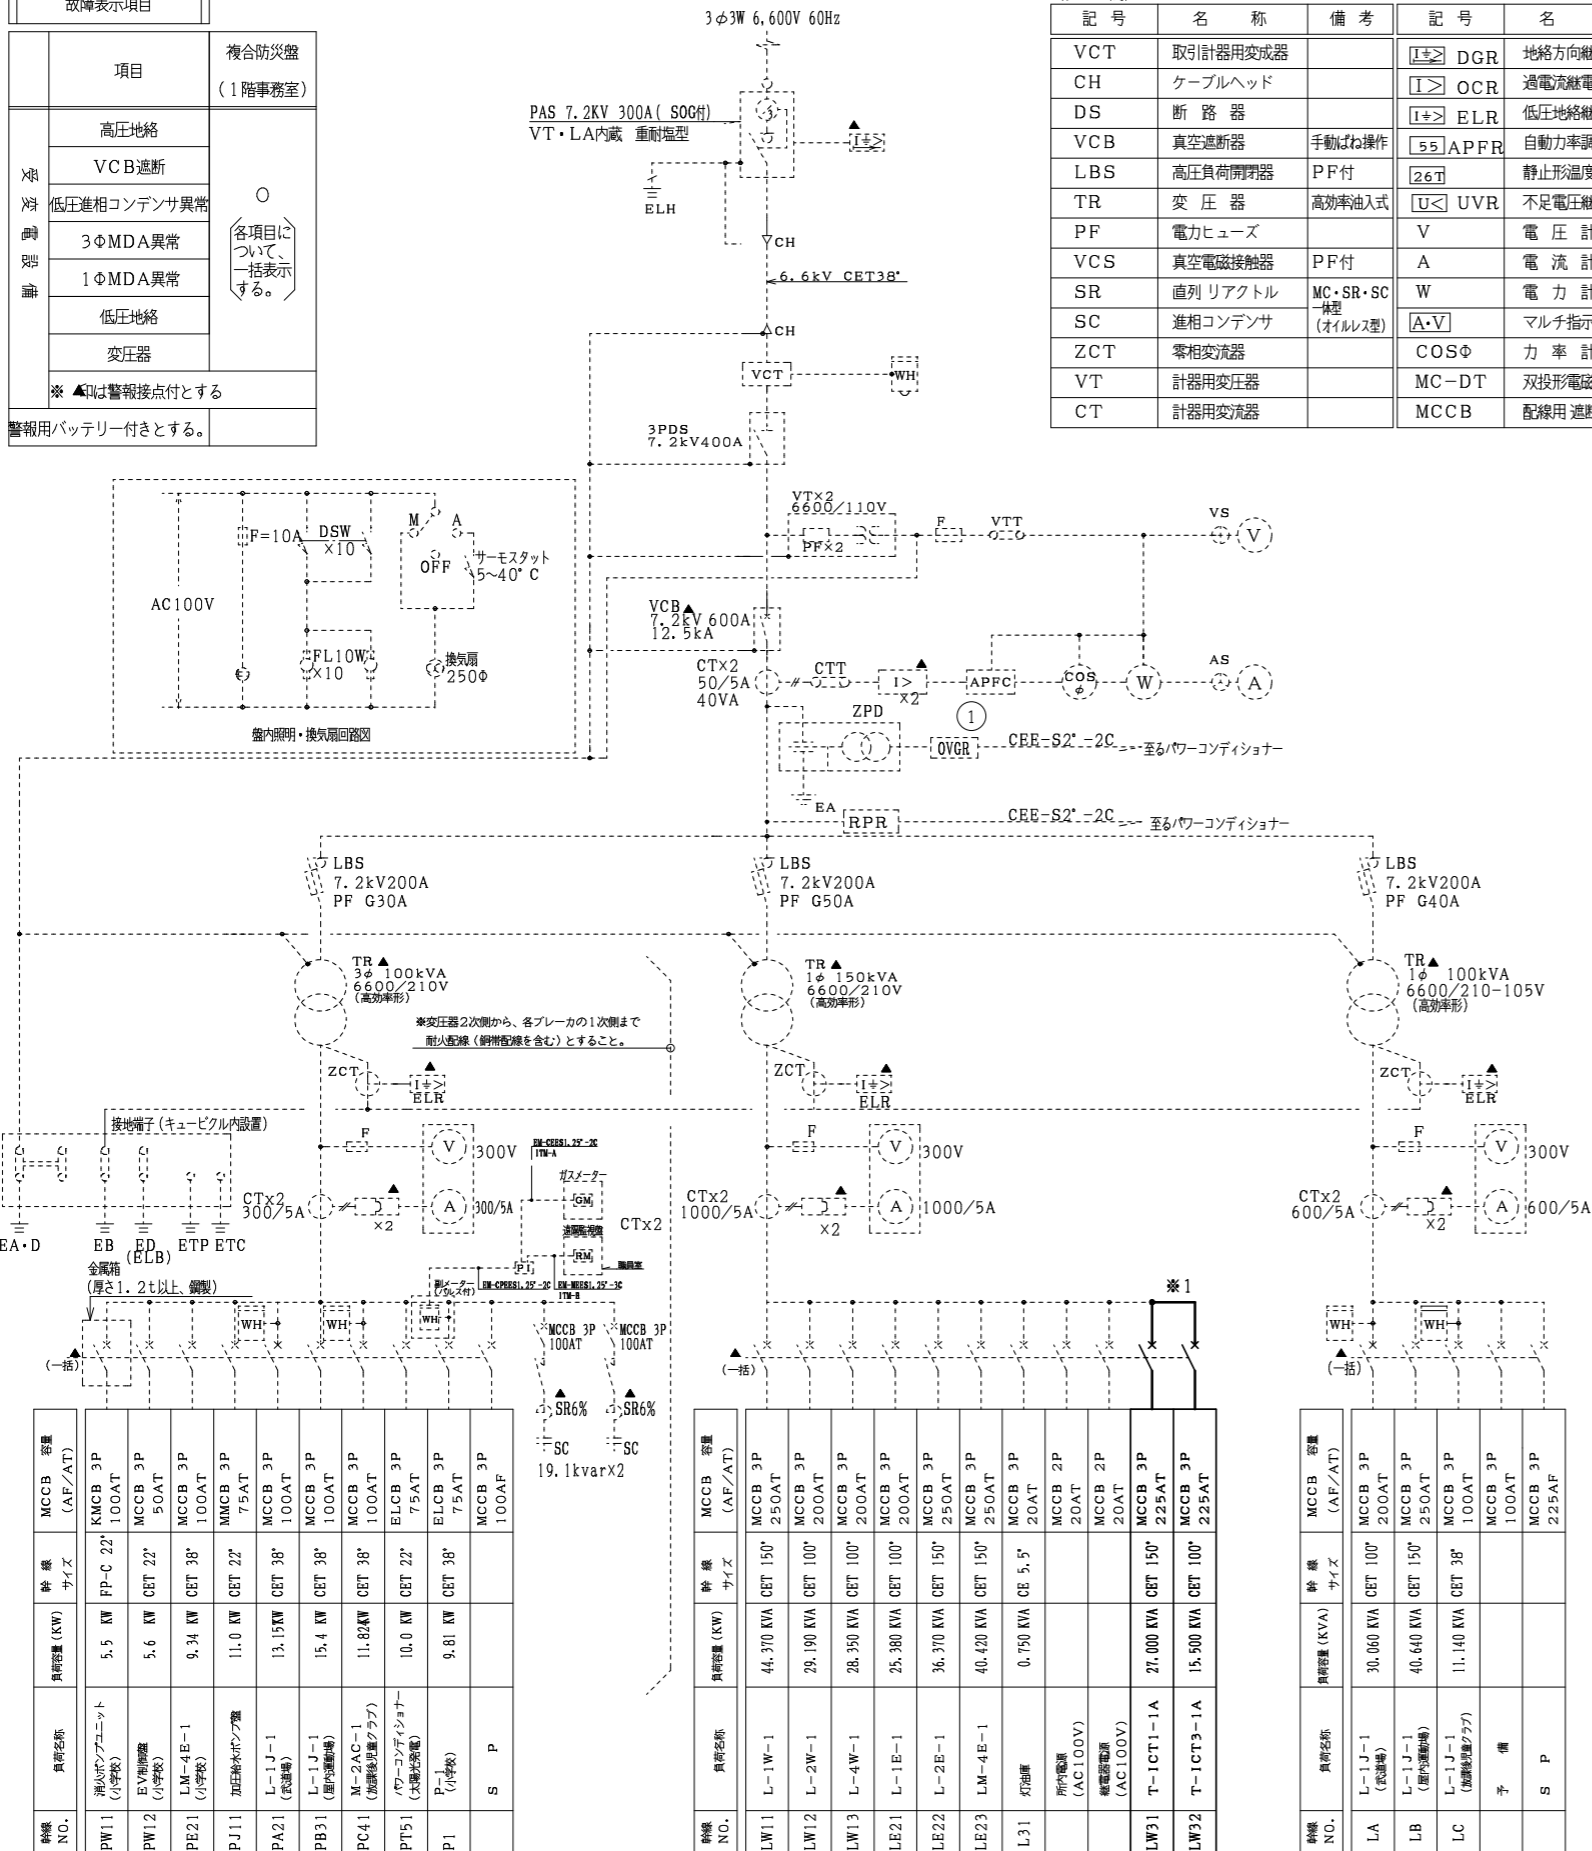 故障表示項目
項目
複合防災盤
（１階事務室）
受変電設備
高圧地絡
ＶＣＢ遮断
低圧進相コンデンサ異常
３ΦＭＤＡ異常
１ΦＭＤＡ異常
低圧地絡
変圧器
○
各項目に
ついて、
一括表示
する。
※ ▲印は警報接点付とする
警報用バッテリー付きとする。
3φ3W 6,600V 60Hz
PAS 7.2KV 300A( SOG付)
VT・LA内蔵 重耐塩型
I⏚>
ELH
CH
6.6kV CET38°
CH
VCT
WH
3PDS
7.2kV400A
記 号 名 称 備 考 記 号 名
VCT 取引計器用変成器 I⏚> DGR 地絡方向継
CH ケーブルヘッド I> OCR 過電流継電
DS 断 路 器 I⏚> ELR 低圧地絡継
VCB 真空遮断器 手動ばね操作 55 APFR 自動力率調
LBS 高圧負荷開閉器 PF付 26T 静止形温度
TR 変 圧 器 高効率油入式 U< UVR 不足電圧継
PF 電力ヒューズ V 電 圧 計
VCS 真空電磁接触器 PF付 A 電 流 計
SR 直列 リアクトル MC・SR・SC W 電 力 計
一体型
SC 進相コンデンサ (オイルレス型) A・V マルチ指示
ZCT 零相変流器 COSΦ 力 率 計
VT 計器用変圧器 MC−DT 双投形電磁
CT 計器用変流器 MCCB 配線用 遮断
AC100V
F=10A
DSW
×10
M A
OFF
サーモスタット
5〜40°C
FL10W
×10
換気扇
250Φ
盤内照明・換気扇回路図
VT×2
6600/110V
PF×2
F
VTT
VS
V
VCB▲
7.2kV 600A
12.5kA
CT×2
50/5A
40VA
CTT
I>
×2
APFC
COS
φ
W
AS
A
ZPD
1
OVGR
CEE-S2°-2C
至るパワーコンディショナー
EA
RPR
CEE-S2°-2C
至るパワーコンディショナー
LBS
7.2kV200A
PF G30A
LBS
7.2kV200A
PF G50A
LBS
7.2kV200A
PF G40A
TR▲
3φ 100kVA
6600/210V
(高効率形)
TR▲
1φ 150kVA
6600/210V
(高効率形)
TR▲
1φ 100kVA
6600/210-105V
(高効率形)
※変圧器２次側から、各ブレーカの１次側まで
耐火配線（銅帯配線を含む）とすること。
ZCT
I⏚>
ELR
ZCT
I⏚>
ELR
ZCT
I⏚>
ELR
接地端子（キュービクル内設置）
EA・D
EB
ED
(ELB)
ETP
ETC
F
V
300V
CTx2
300/5A
×2
A
300/5A
EM-CEES1.25°-2C
ITM-A
ガスメーター
GM
CTx2
RM
職員室
PI
EM-CPEES1.25°-2C
EM-MEES1.25°-3C
ITM-B
F
V
300V
CTx2
1000/5A
×2
A
1000/5A
F
V
300V
CTx2
600/5A
×2
A
600/5A
金属箱
(厚さ1.2t以上、鋼製)
WH
WH
副メーター
(パルス付)
WH
▲
(一括)
MCCB 3P
100AT
MCCB 3P
100AT
SR6%
SR6%
SC
SC
19.1kvar×2
※1
▲
(一括)
WH
WH
▲
(一括)
MCCB 容量
(AF/AT)
幹 線
サイズ
負荷容量(KW)
負荷名称
幹線
NO.
KMCB 3P
100AT
FP-C 22°
5.5 KW
消火ポンプユニット
(小学校)
PW11
MCCB 3P
50AT
CET 22°
5.6 KW
EV制御盤
(小学校)
PW12
MCCB 3P
100AT
CET 38°
9.34 KW
LM-4E-1
(小学校)
PE21
MMCB 3P
75AT
CET 22°
11.0 KW
加圧給水ポンプ盤
PJ11
MCCB 3P
100AT
CET 38°
13.15KW
L-1J-1
(武道場)
PA21
MCCB 3P
100AT
CET 38°
15.4 KW
L-1J-1
(屋内運動場)
PB31
MCCB 3P
100AT
CET 38°
11.82KW
M-2AC-1
(放課後児童クラブ)
PC41
ELCB 3P
75AT
CET 22°
10.0 KW
パワーコンディショナー
(太陽光発電)
PT51
ELCB 3P
75AT
CET 38°
9.81 KW
P-1
(小学校)
P1
MCCB 3P
100AF
S P
MCCB 容量
(AF/AT)
幹 線
サイズ
負荷容量(KW)
負荷名称
幹線
NO.
MCCB 3P
250AT
CET 150°
44.370 KVA
L-1W-1
LW11
MCCB 3P
200AT
CET 100°
29.190 KVA
L-2W-1
LW12
MCCB 3P
200AT
CET 100°
28.350 KVA
L-4W-1
LW13
MCCB 3P
200AT
CET 100°
25.380 KVA
L-1E-1
LE21
MCCB 3P
250AT
CET 150°
36.370 KVA
L-2E-1
LE22
MCCB 3P
250AT
CET 150°
40.420 KVA
LM-4E-1
LE23
MCCB 3P
20AT
CE 5.5°
0.750 KVA
灯油庫
L31
MCCB 2P
20AT
所内電源
(AC100V)
MCCB 2P
20AT
継電器電源
(AC100V)
MCCB 3P
225AT
CET 150°
27.000 KVA
T-ICT1-1A
LW31
MCCB 3P
225AT
CET 100°
15.500 KVA
T-ICT3-1A
LW32
MCCB 容量
(AF/AT)
幹 線
サイズ
負荷容量(KVA)
負荷名称
幹線
NO.
MCCB 3P
200AT
CET 100°
30.060 KVA
L-1J-1
(武道場)
LA
MCCB 3P
250AT
CET 150°
40.640 KVA
L-1J-1
(屋内運動場)
LB
MCCB 3P
100AT
CET 38°
11.140 KVA
L-1J-1
(放課後児童クラブ)
LC
MCCB 3P
100AT
予 備
MCCB 3P
225AF
S P